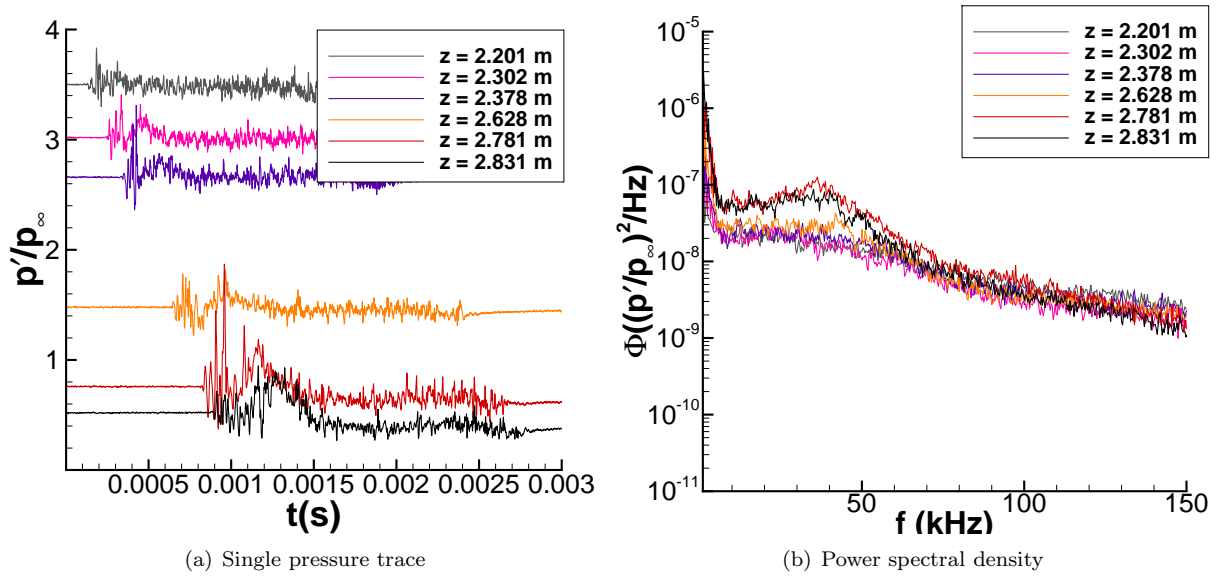 4
3
2
1
p′/p∞
0.0005
0.001
0.0015
0.002
0.0025
0.003
t(s)
z = 2.201 m
z = 2.302 m
z = 2.378 m
z = 2.628 m
z = 2.781 m
z = 2.831 m
(a) Single pressure trace
10⁻⁵
10⁻⁶
10⁻⁷
10⁻⁸
10⁻⁹
10⁻¹⁰
10⁻¹¹
Φ((p′/p∞)²/Hz)
50
100
150
f (kHz)
z = 2.201 m
z = 2.302 m
z = 2.378 m
z = 2.628 m
z = 2.781 m
z = 2.831 m
(b) Power spectral density